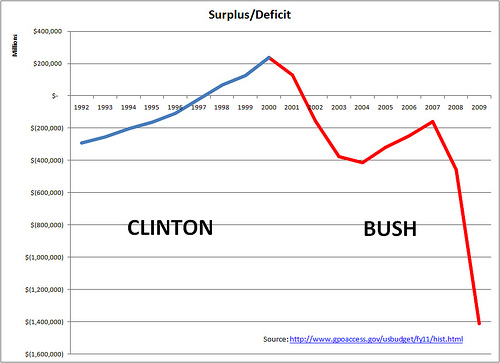 Surplus/Deficit
Millions
$400,000
$200,000
$-
1992 1993 1994 1995 1996 1997 1998 1999 2000 2001 2002 2003 2004 2005 2006 2007 2008 2009
$(200,000)
$(400,000)
$(600,000)
$(800,000)
CLINTON BUSH
$(1,000,000)
$(1,200,000)
$(1,400,000)
Source: http://www.gpoaccess.gov/usbudget/fy11/hist.html
$(1,600,000)